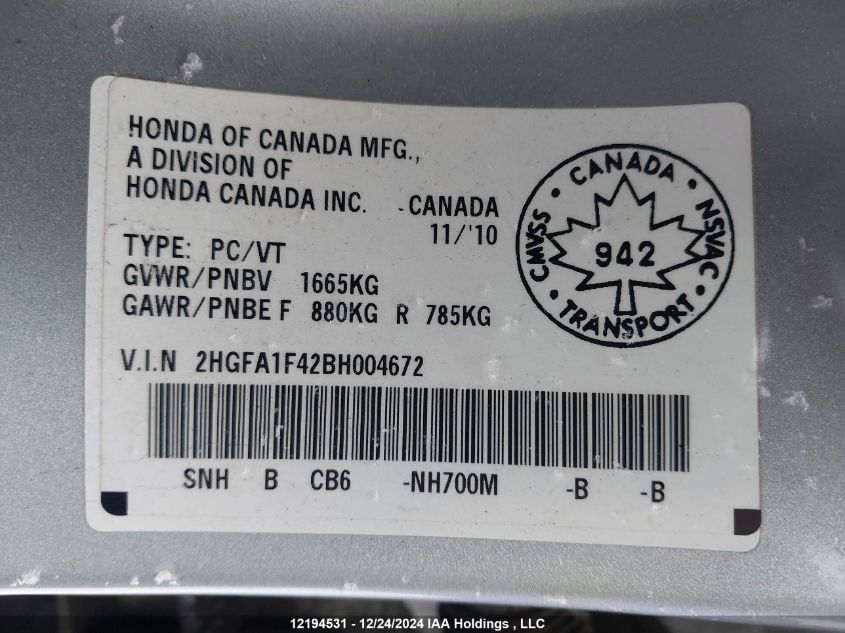 HONDA OF CANADA MFG.,
A DIVISION OF
HONDA CANADA INC. CANADA
11/'10
TYPE: PC/VT
GVWR/PNBV 1665KG
GAWR/PNBE F 880KG R 785KG
V.I.N 2HGFA1F42BH004672
SNH B CB6 -NH700M -B -B
CANADA
CMVSS • NSVAC
942
TRANSPORT
12194531 - 12/24/2024 IAA Holdings , LLC